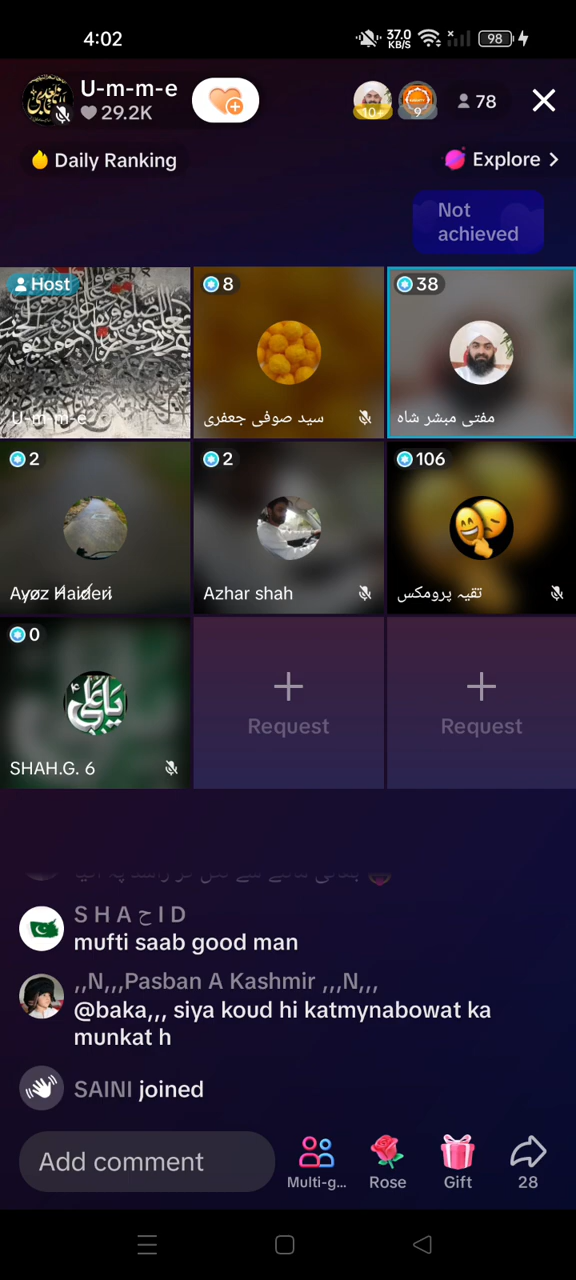 4:02
37.0
KB/S
98
U-m-m-e
29.2K
10
9
78
Daily Ranking
Explore
Not
achieved
Host
8
38
U-m-m-e
سید صوفی جعفری
مفتی مبشر شاہ
2
2
106
Azhar shah
تقیہ پرومکس
0
SHAH.G. 6
Request
Request
S H A ح I D
mufti saab good man
,,N,,,Pasban A Kashmir ,,,N,,,
@baka,,, siya koud hi katmynabowat ka
munkat h
SAINI joined
Add comment
Multi-g...
Rose
Gift
28